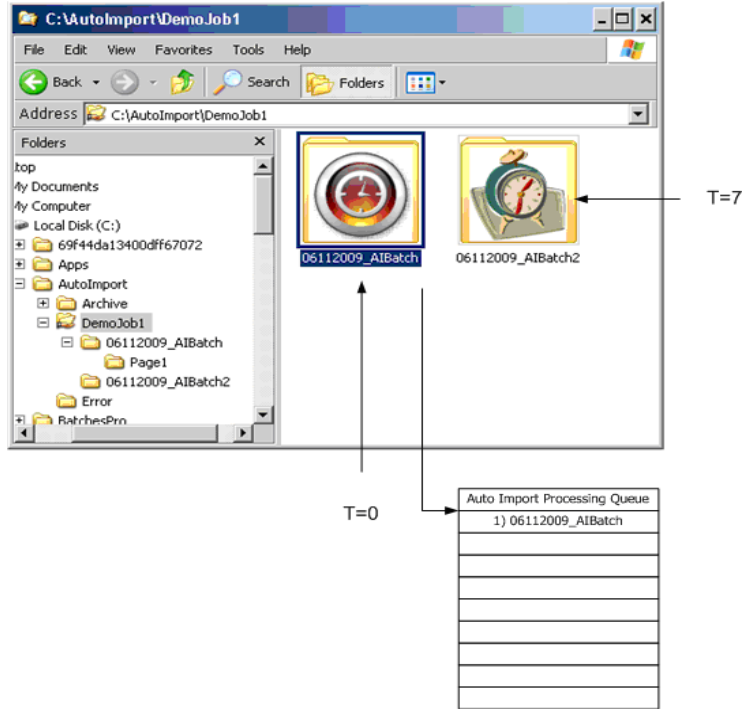 C:\AutoImport\DemoJob1
File Edit View Favorites Tools Help
Back Search Folders
Address C:\AutoImport\DemoJob1
Folders
top
My Documents
My Computer
Local Disk (C:)
69f44da13400dff67072
Apps
AutoImport
Archive
DemoJob1
06112009_AIBatch
Page1
06112009_AIBatch2
Error
BatchesPro
06112009_AIBatch
06112009_AIBatch2
T=7
T=0
Auto Import Processing Queue
1) 06112009_AIBatch